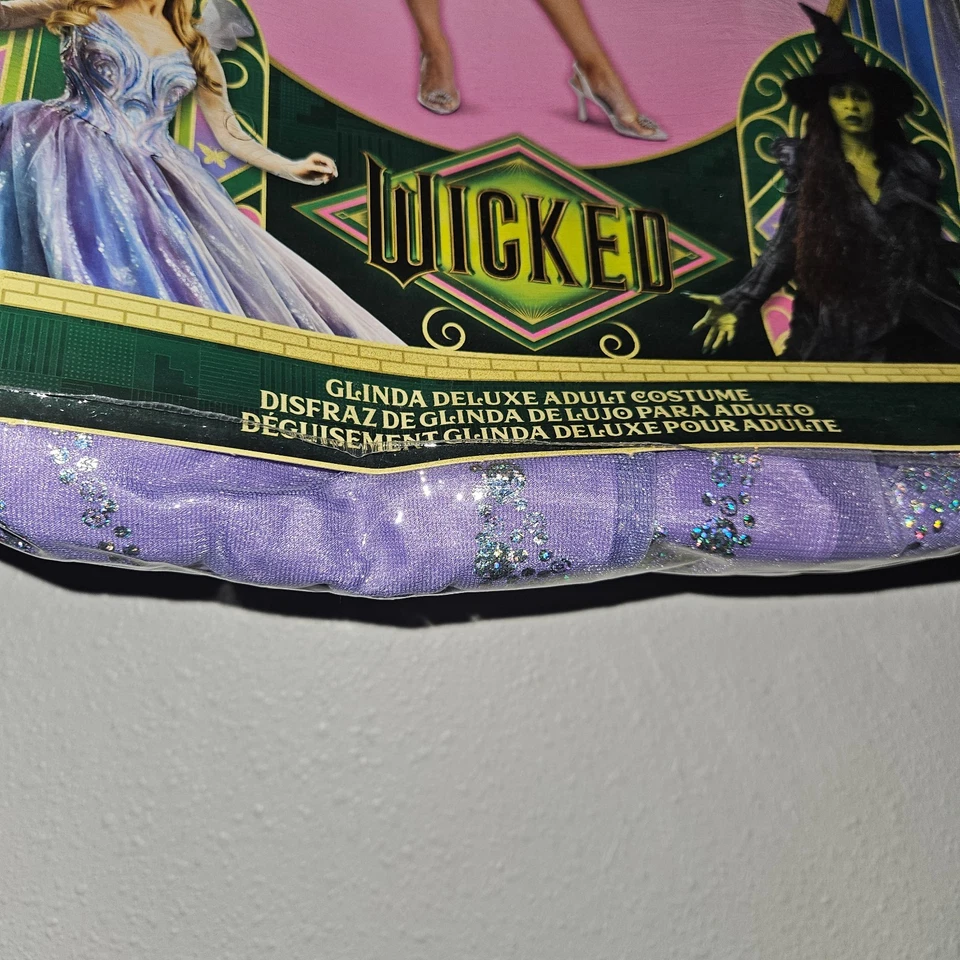 WICKED
GLINDA DELUXE ADULT COSTUME
DISFRAZ DE GLINDA DE LUJO PARA ADULTO
DÉGUISEMENT GLINDA DELUXE POUR ADULTE